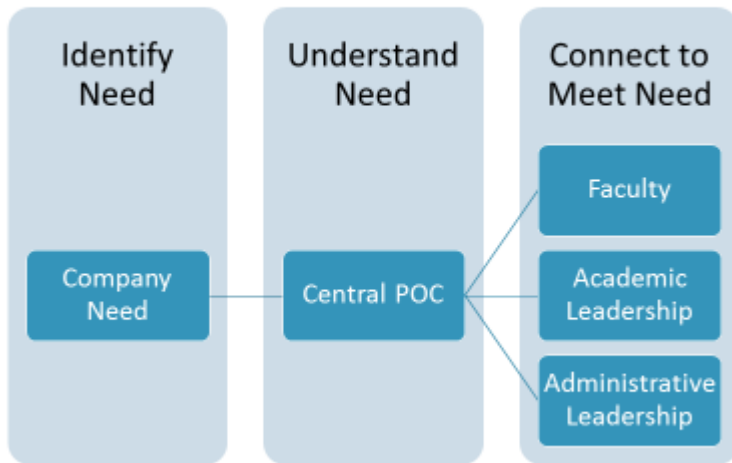 Identify
Need
Understand
Need
Connect to
Meet Need
Company
Need
Central POC
Faculty
Academic
Leadership
Administrative
Leadership